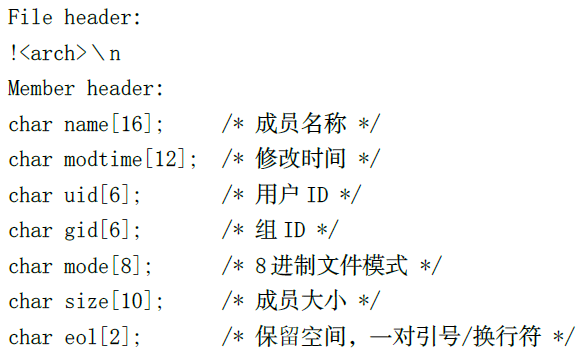 File header:
!<arch>\n
Member header:
char name[16]; /* 成员名称 */
char modtime[12]; /* 修改时间 */
char uid[6]; /* 用户 ID */
char gid[6]; /* 组 ID */
char mode[8]; /* 8 进制文件模式 */
char size[10]; /* 成员大小 */
char eol[2]; /* 保留空间，一对引号/换行符 */